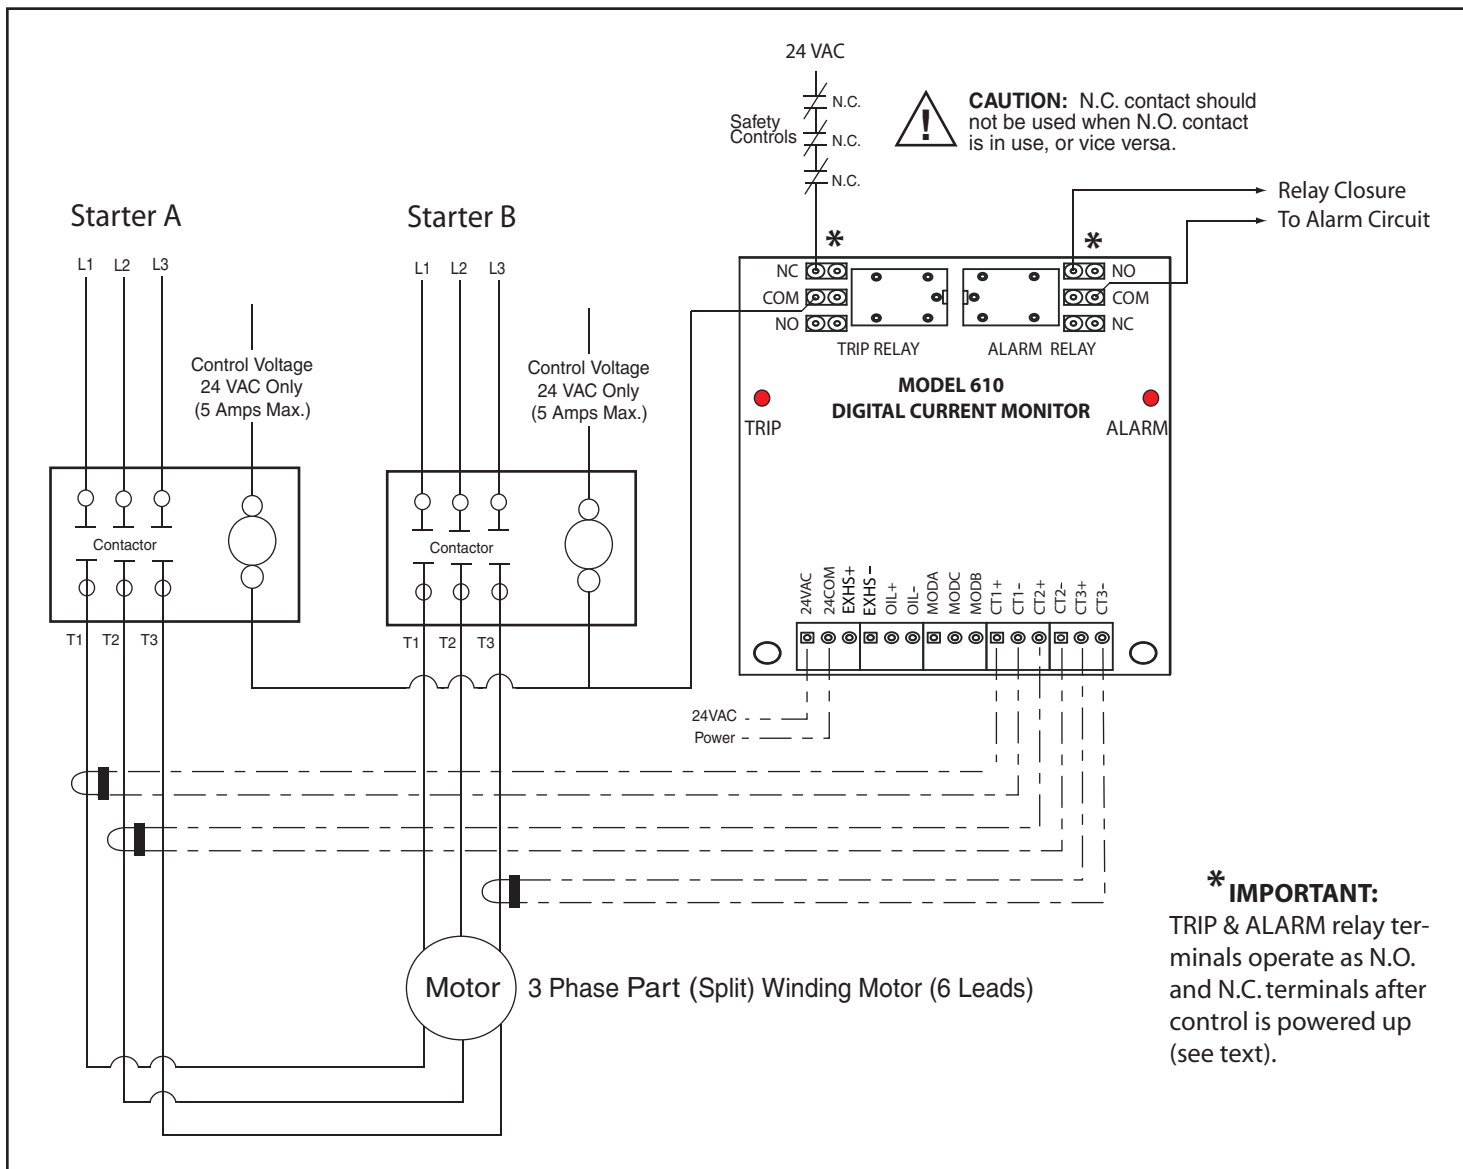 24 VAC
N.C.
Safety
Controls
N.C.
N.C.
CAUTION: N.C. contact should
not be used when N.O. contact
is in use, or vice versa.
Relay Closure
To Alarm Circuit
Starter A
Starter B
*
*
L1 L2 L3
L1 L2 L3
NC
COM
NO
NO
COM
NC
TRIP RELAY
ALARM RELAY
Control Voltage
24 VAC Only
(5 Amps Max.)
Control Voltage
24 VAC Only
(5 Amps Max.)
MODEL 610
DIGITAL CURRENT MONITOR
TRIP
ALARM
Contactor
Contactor
24VAC
24COM
EXHS+
EXHS-
OIL+
OIL-
MODA
MODC
MODB
CT1+
CT1-
CT2+
CT2-
CT3+
CT3-
T1 T2 T3
T1 T2 T3
24VAC
Power
*IMPORTANT:
TRIP & ALARM relay ter-
minals operate as N.O.
and N.C. terminals after
control is powered up
(see text).
Motor
3 Phase Part (Split) Winding Motor (6 Leads)